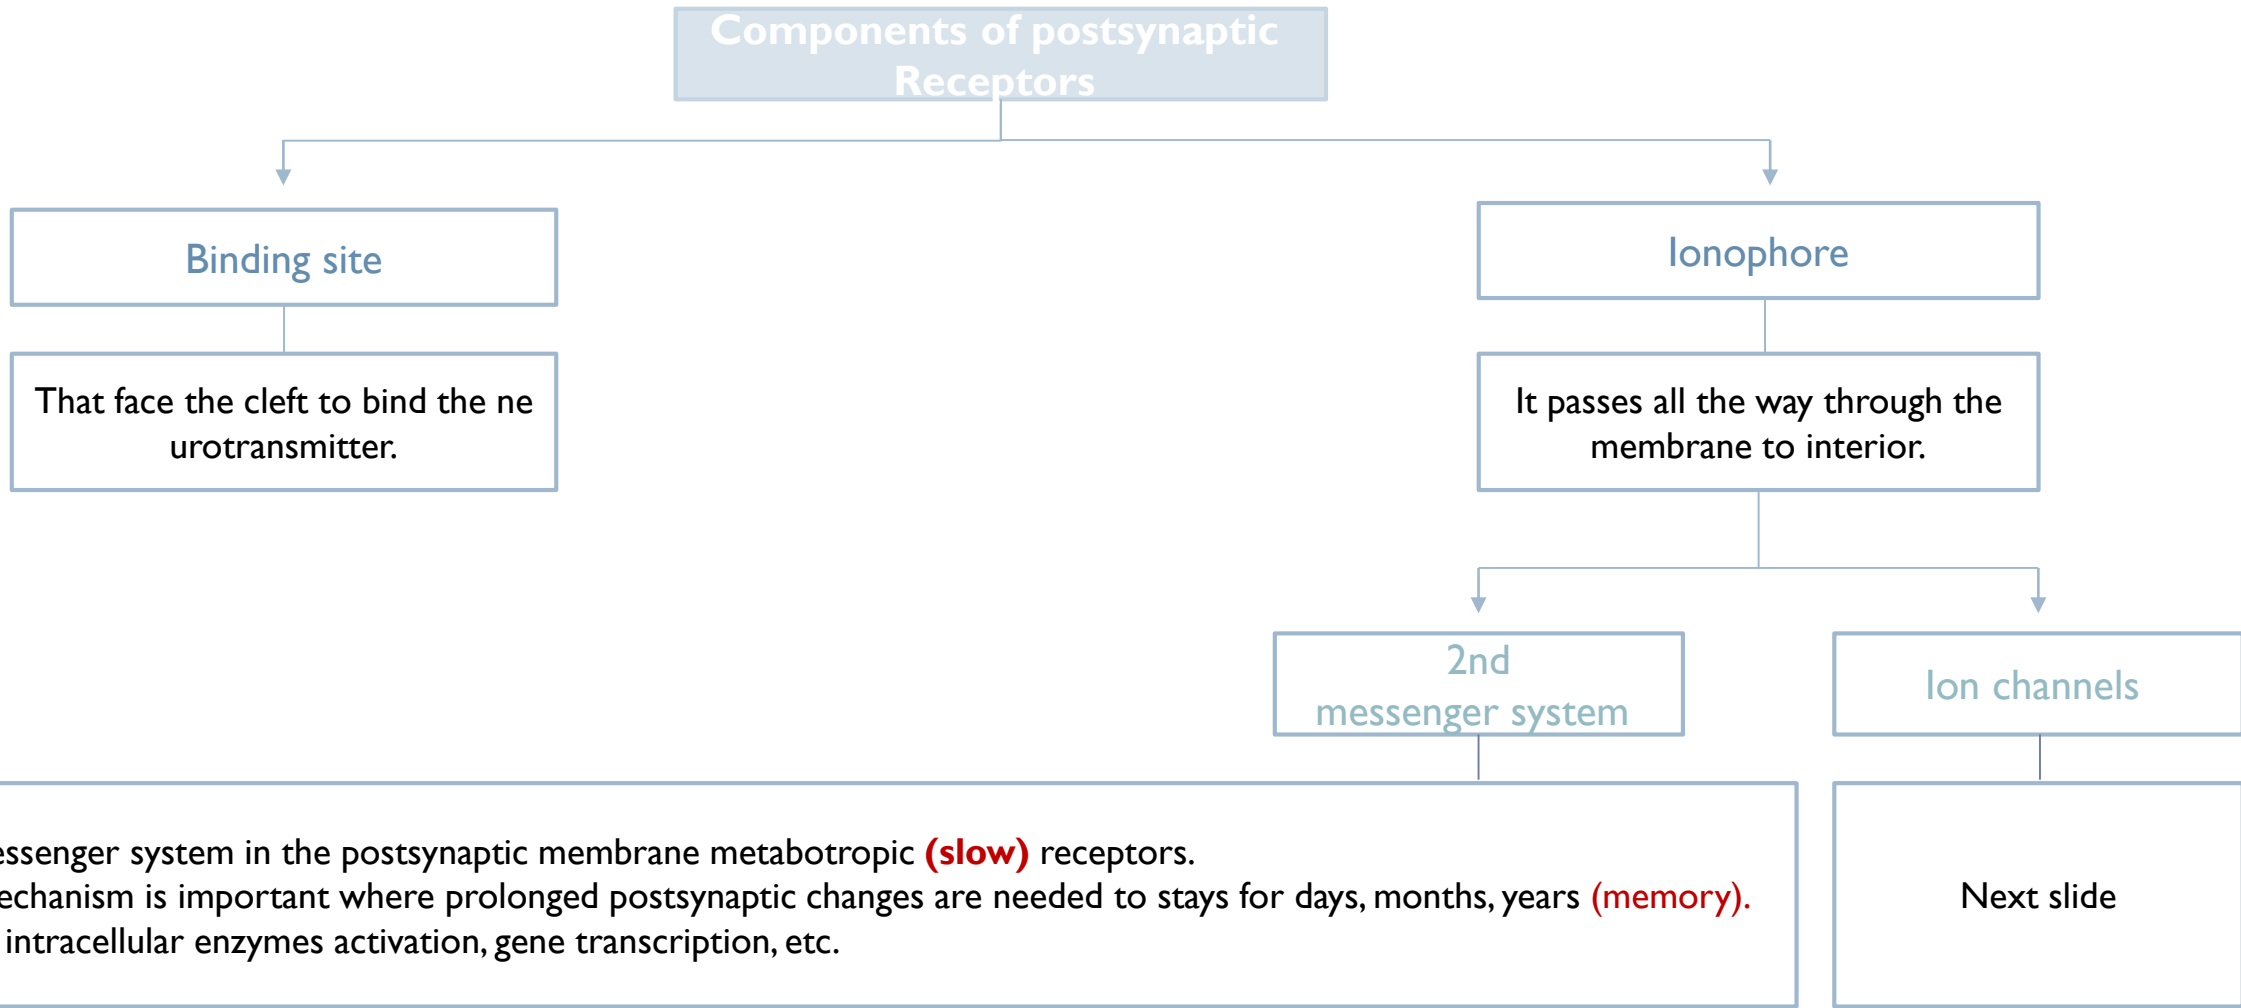 Components of postsynaptic
Receptors
Binding site
Ionophore
That face the cleft to bind the ne
urotransmitter.
It passes all the way through the
membrane to interior.
2nd
messenger system
Ion channels
system in the postsynaptic membrane metabotropic (slow) receptors.
is important where prolonged postsynaptic changes are needed to stays for days, months, years (memory).
intracellular enzymes activation, gene transcription, etc.
Next slide